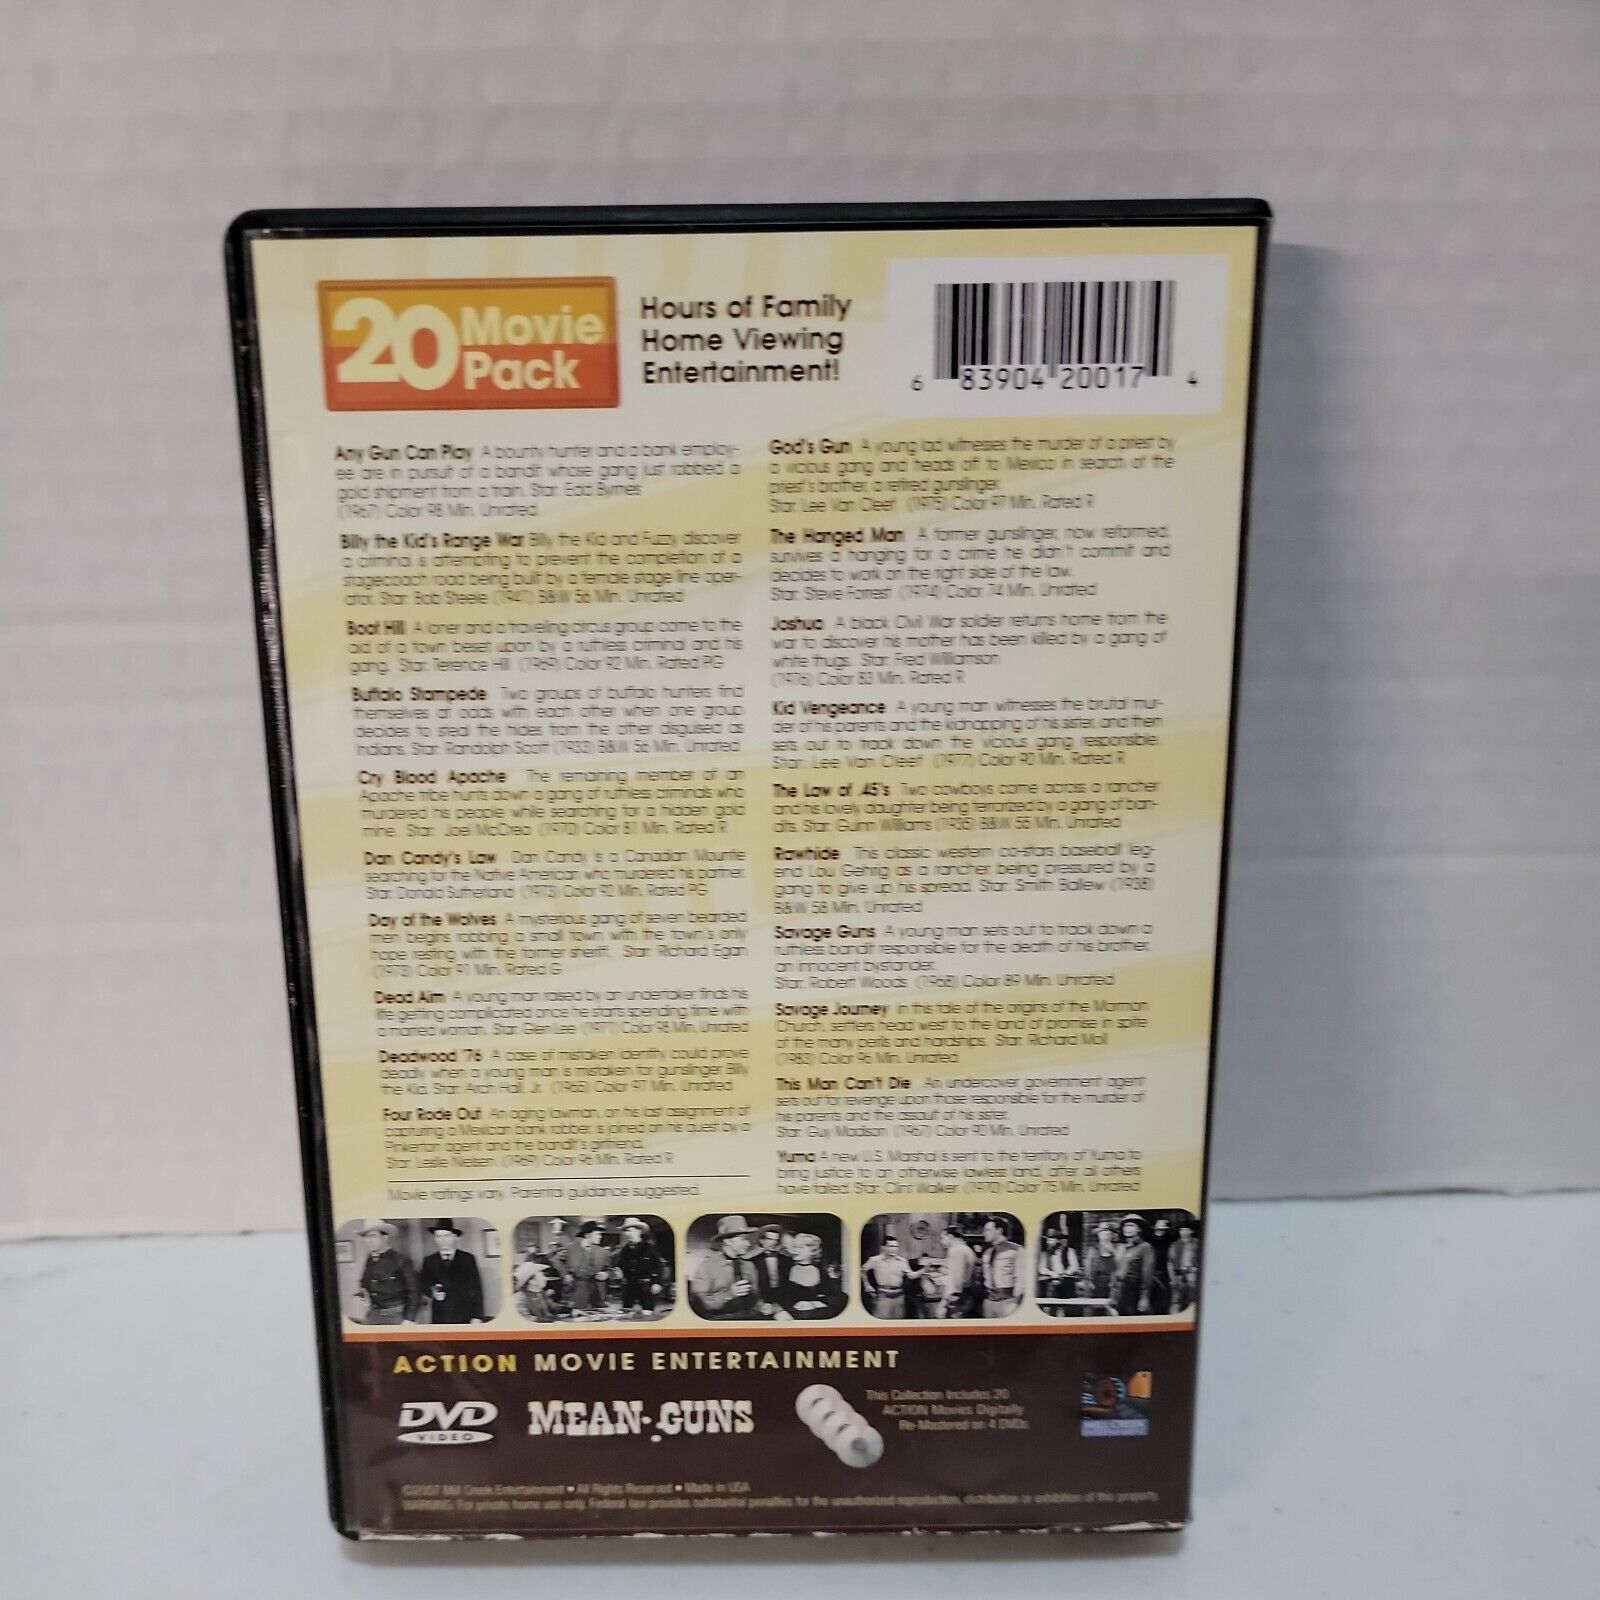 20 Movie
Pack
Hours of Family
Home Viewing
Entertainment!
6 83904 20017 4
Any Gun Can Play A bounty hunter and a bank employ-
ee are in pursuit of a bandit whose gang just robbed a
gold shipment from a train. Star: Edd Byrnes
(1967) Color 98 Min. Unrated
Billy the Kid's Range War Billy the Kid and Fuzzy discover
a criminal is attempting to prevent the completion of a
stagecoach road being built by a female stage line oper-
ator. Star: Bob Steele (1941) B&W 56 Min. Unrated
Boot Hill A loner and a traveling circus group come to the
aid of a town beset upon by a ruthless criminal and his
gang. Star: Terence Hill (1969) Color 92 Min. Rated PG
Buffalo Stampede Two groups of buffalo hunters find
themselves at odds with each other when one group
decides to steal the hides from the other disguised as
Indians. Star: Randolph Scott (1933) B&W 56 Min. Unrated
Cry Blood Apache The remaining member of an
Apache tribe hunts down a gang of ruthless criminals who
murdered his people while searching for a hidden gold
mine. Star: Joel McCrea (1970) Color 81 Min. Rated R
Dan Candy's Law Dan Candy is a Canadian Mountie
searching for the Native American who murdered his partner.
Star: Donald Sutherland (1973) Color 92 Min. Rated PG
Day of the Wolves A mysterious gang of seven bearded
men begins robbing a small town with the town's only
hope resting with the former sheriff. Star: Richard Egan
(1973) Color 91 Min. Rated G
Dead Aim A young man raised by an undertaker finds his
life getting complicated once he starts spending time with
a married woman. Star: Glen Lee (1971) Color 98 Min. Unrated
Deadwood '76 A case of mistaken identity could prove
deadly when a young man is mistaken for gunslinger Billy
the Kid. Star: Arch Hall, Jr. (1965) Color 97 Min. Unrated
Four Rode Out An aging lawman, on his last assignment of
capturing a Mexican bank robber, is joined on his quest by a
Pinkerton agent and the bandit's girlfriend.
Star: Leslie Nielsen (1969) Color 96 Min. Rated R
Movie ratings vary. Parental guidance suggested.
God's Gun A young lad witnesses the murder of a priest by
a vicious gang and heads off to Mexico in search of the
priest's brother, a retired gunslinger.
Star: Lee Van Cleef (1975) Color 97 Min. Rated R
The Hanged Man A former gunslinger, now reformed,
survives a hanging for a crime he didn't commit and
decides to work on the right side of the law.
Star: Steve Forrest (1974) Color 74 Min. Unrated
Joshua A black Civil War soldier returns home from the
war to discover his mother has been killed by a gang of
white thugs. Star: Fred Williamson
(1976) Color 83 Min. Rated R
Kid Vengeance A young man witnesses the brutal mur-
der of his parents and the kidnapping of his sister, and then
sets out to track down the vicious gang responsible.
Star: Lee Van Cleef (1977) Color 90 Min. Rated R
The Law of .45's Two cowboys come across a rancher
and his lovely daughter being terrorized by a gang of ban-
dits. Star: Guinn Williams (1935) B&W 55 Min. Unrated
Rawhide This classic western co-stars baseball leg-
end Lou Gehrig as a rancher being pressured by a
gang to give up his spread. Star: Smith Ballew (1938)
B&W 58 Min. Unrated
Savage Guns A young man sets out to track down a
ruthless bandit responsible for the death of his brother,
an innocent bystander.
Star: Robert Woods (1968) Color 89 Min. Unrated
Savage Journey In this tale of the origins of the Mormon
Church, settlers head west to the land of promise in spite
of the many perils and hardships. Star: Richard Moll
(1983) Color 96 Min. Unrated
This Man Can't Die An undercover government agent
sets out for revenge upon those responsible for the murder of
his parents and the assault of his sister.
Star: Guy Madison (1967) Color 90 Min. Unrated
Yuma A new U.S. Marshal is sent to the territory of Yuma to
bring justice to an otherwise lawless land, after all others
have failed. Star: Clint Walker (1970) Color 75 Min. Unrated
ACTION MOVIE ENTERTAINMENT
DVD
VIDEO
MEAN GUNS
This Collection Includes 20
ACTION Movies Digitally
Re-Mastered on 4 DVDs
MILL CREEK
ENTERTAINMENT
©2007 Mill Creek Entertainment • All Rights Reserved • Made in USA
WARNING: For private home use only. Federal law provides substantial penalties for the unauthorized reproduction, distribution or exhibition of this property.